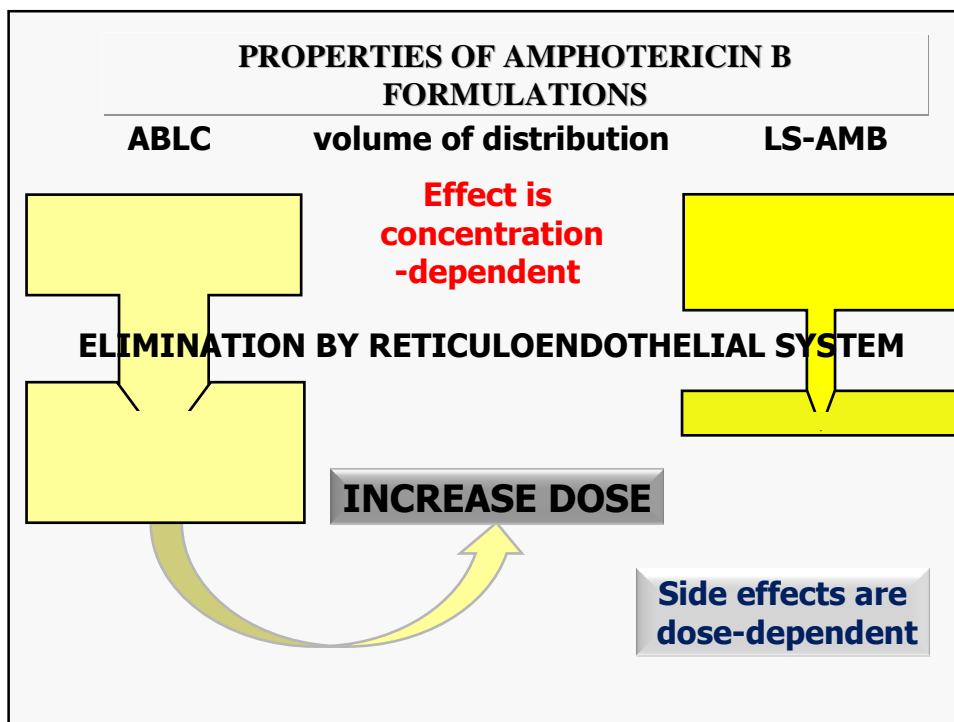 PROPERTIES OF AMPHOTERICIN B
FORMULATIONS
ABLC volume of distribution LS-AMB
Effect is
concentration
-dependent
ELIMINATION BY RETICULOENDOTHELIAL SYSTEM
INCREASE DOSE
Side effects are
dose-dependent